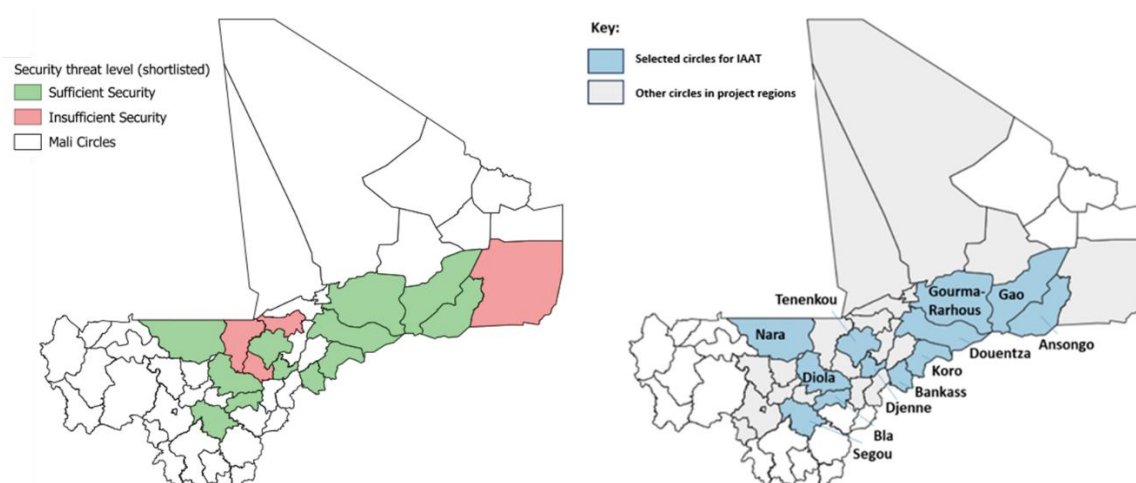 Security threat level (shortlisted)
Sufficient Security
Insufficient Security
Mali Circles
Key:
Selected circles for IAAT
Other circles in project regions
Tenenkou
Gourma-
Rarhous
Gao
Nara
Ansongo
Douentza
Koro
Diola
Bankass
Djenne
Bla
Segou